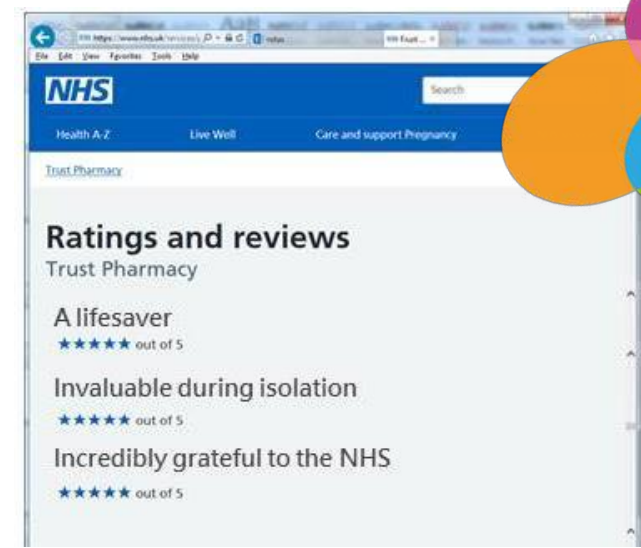 File Edit View Favorites Tools Help
NHS
Search
Health A-Z Live Well Care and support Pregnancy
Trust Pharmacy
Ratings and reviews
Trust Pharmacy
A lifesaver
★★★★★ out of 5
Invaluable during isolation
★★★★★ out of 5
Incredibly grateful to the NHS
★★★★★ out of 5